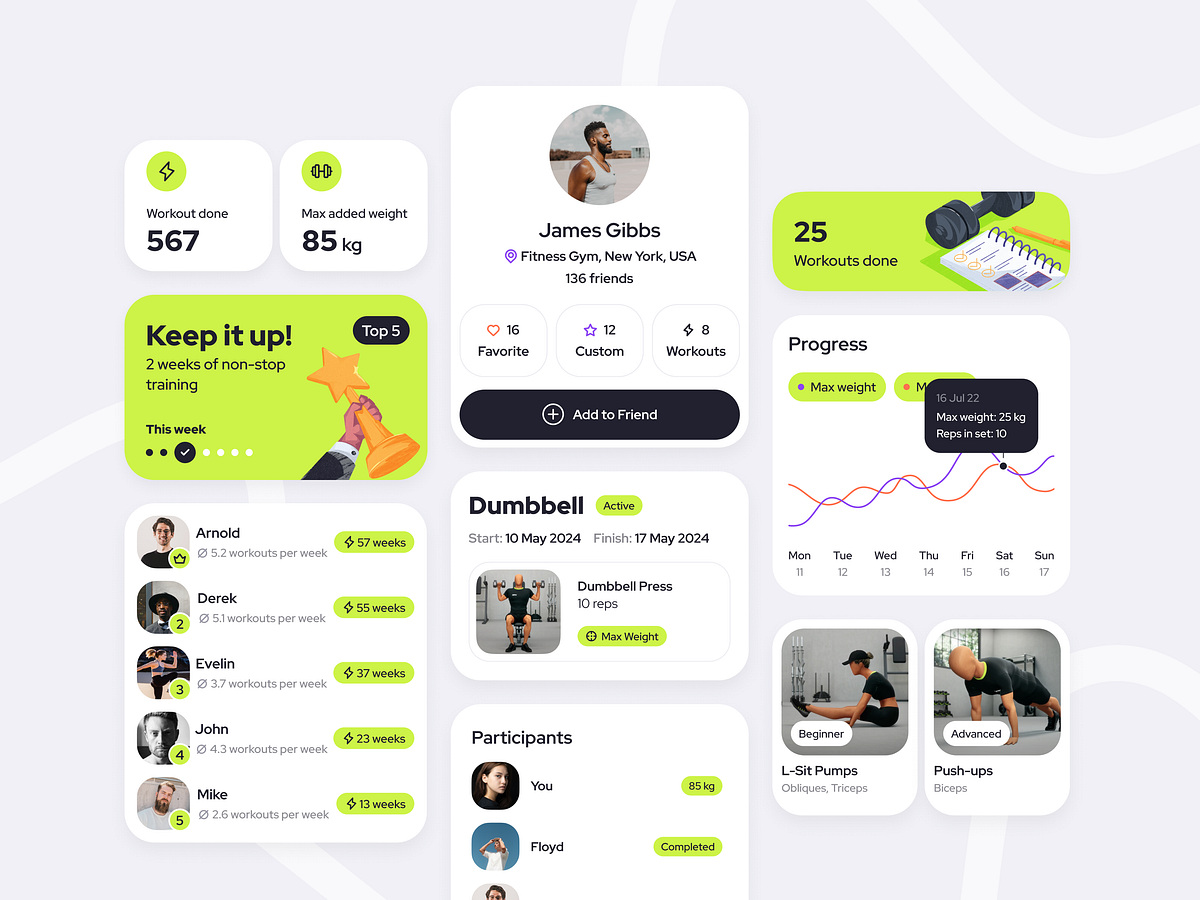 Workout done
567
Max added weight
85 kg
Keep it up!
Top 5
2 weeks of non-stop
training
This week
Arnold
Ø 5.2 workouts per week
57 weeks
Derek
2
Ø 5.1 workouts per week
55 weeks
Evelin
3
Ø 3.7 workouts per week
37 weeks
John
4
Ø 4.3 workouts per week
23 weeks
Mike
5
Ø 2.6 workouts per week
13 weeks
James Gibbs
Fitness Gym, New York, USA
136 friends
16
Favorite
12
Custom
8
Workouts
Add to Friend
Dumbbell
Active
Start: 10 May 2024 Finish: 17 May 2024
Dumbbell Press
10 reps
Max Weight
Participants
You
85 kg
Floyd
Completed
25
Workouts done
Progress
Max weight
M
16 Jul 22
Max weight: 25 kg
Reps in set: 10
Mon Tue Wed Thu Fri Sat Sun
11 12 13 14 15 16 17
Beginner
L-Sit Pumps
Obliques, Triceps
Advanced
Push-ups
Biceps